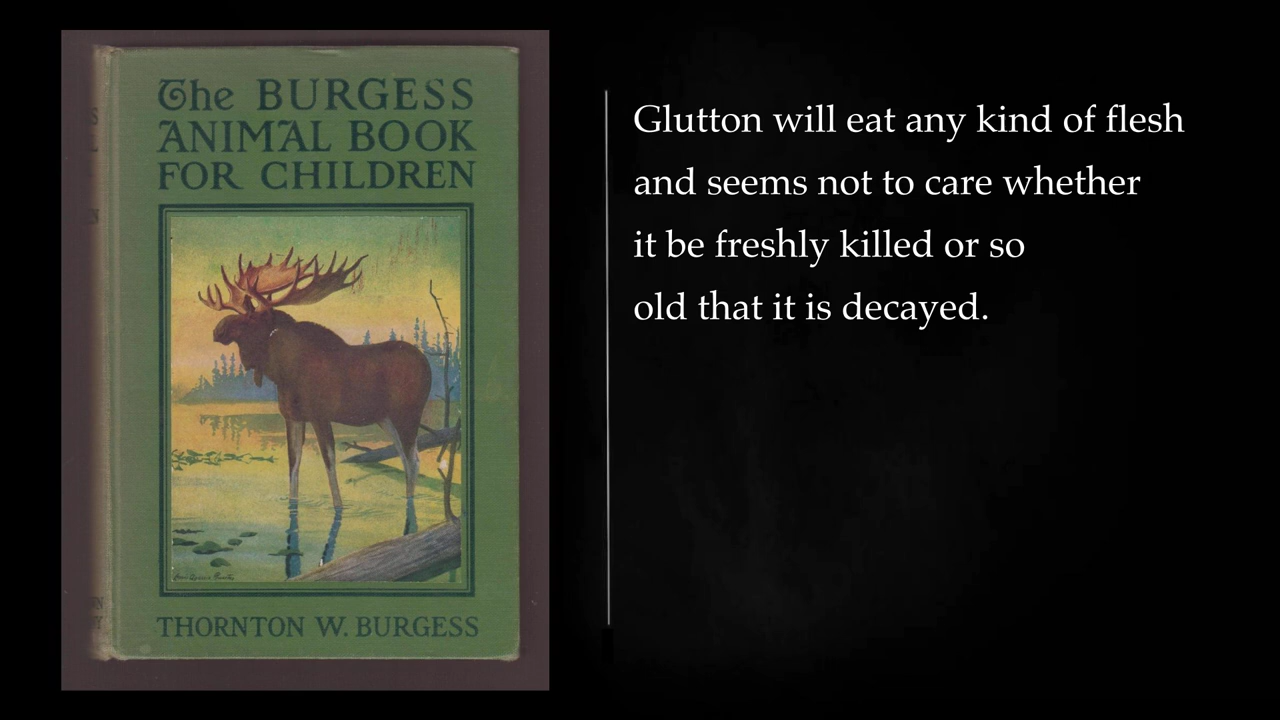 The BURGESS
ANIMAL BOOK
FOR CHILDREN
THORNTON W. BURGESS
Glutton will eat any kind of flesh
and seems not to care whether
it be freshly killed or so
old that it is decayed.